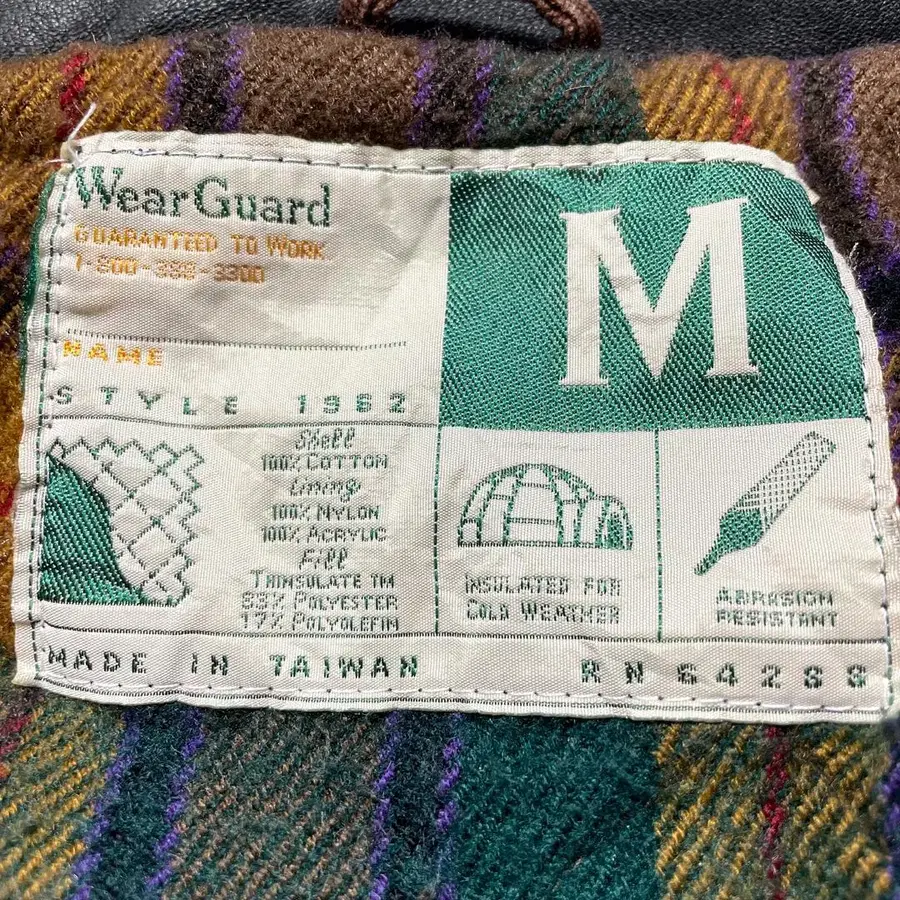 WearGuard
GUARANTEED TO WORK
1-800-388-3300
M
NAME
STYLE 1962
Shell
100% COTTON
Lining
100% NYLON
100% ACRYLIC
Fill
THINSULATE TM
83% POLYESTER
17% POLYOLEFIN
INSULATED FOR
COLD WEATHER
ABRASION
RESISTANT
MADE IN TAIWAN
RN 64288